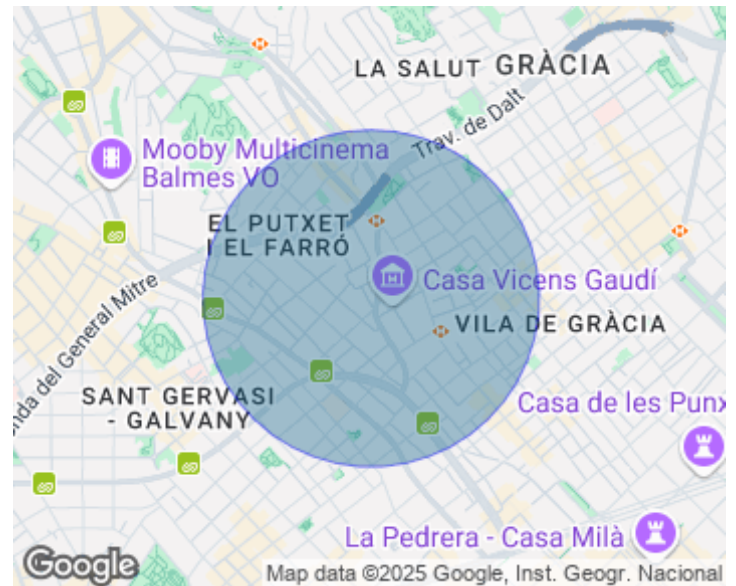 LA SALUT
GRÀCIA
Trav. de Dalt
Mooby Multicinema
Balmes VO
EL PUTXET
I EL FARRÓ
Casa Vicens Gaudí
nda del General Mitre
VILA DE GRÀCIA
SANT GERVASI
- GALVANY
Casa de les Punx
La Pedrera - Casa Milà
Google
Map data ©2025 Google, Inst. Geogr. Nacional